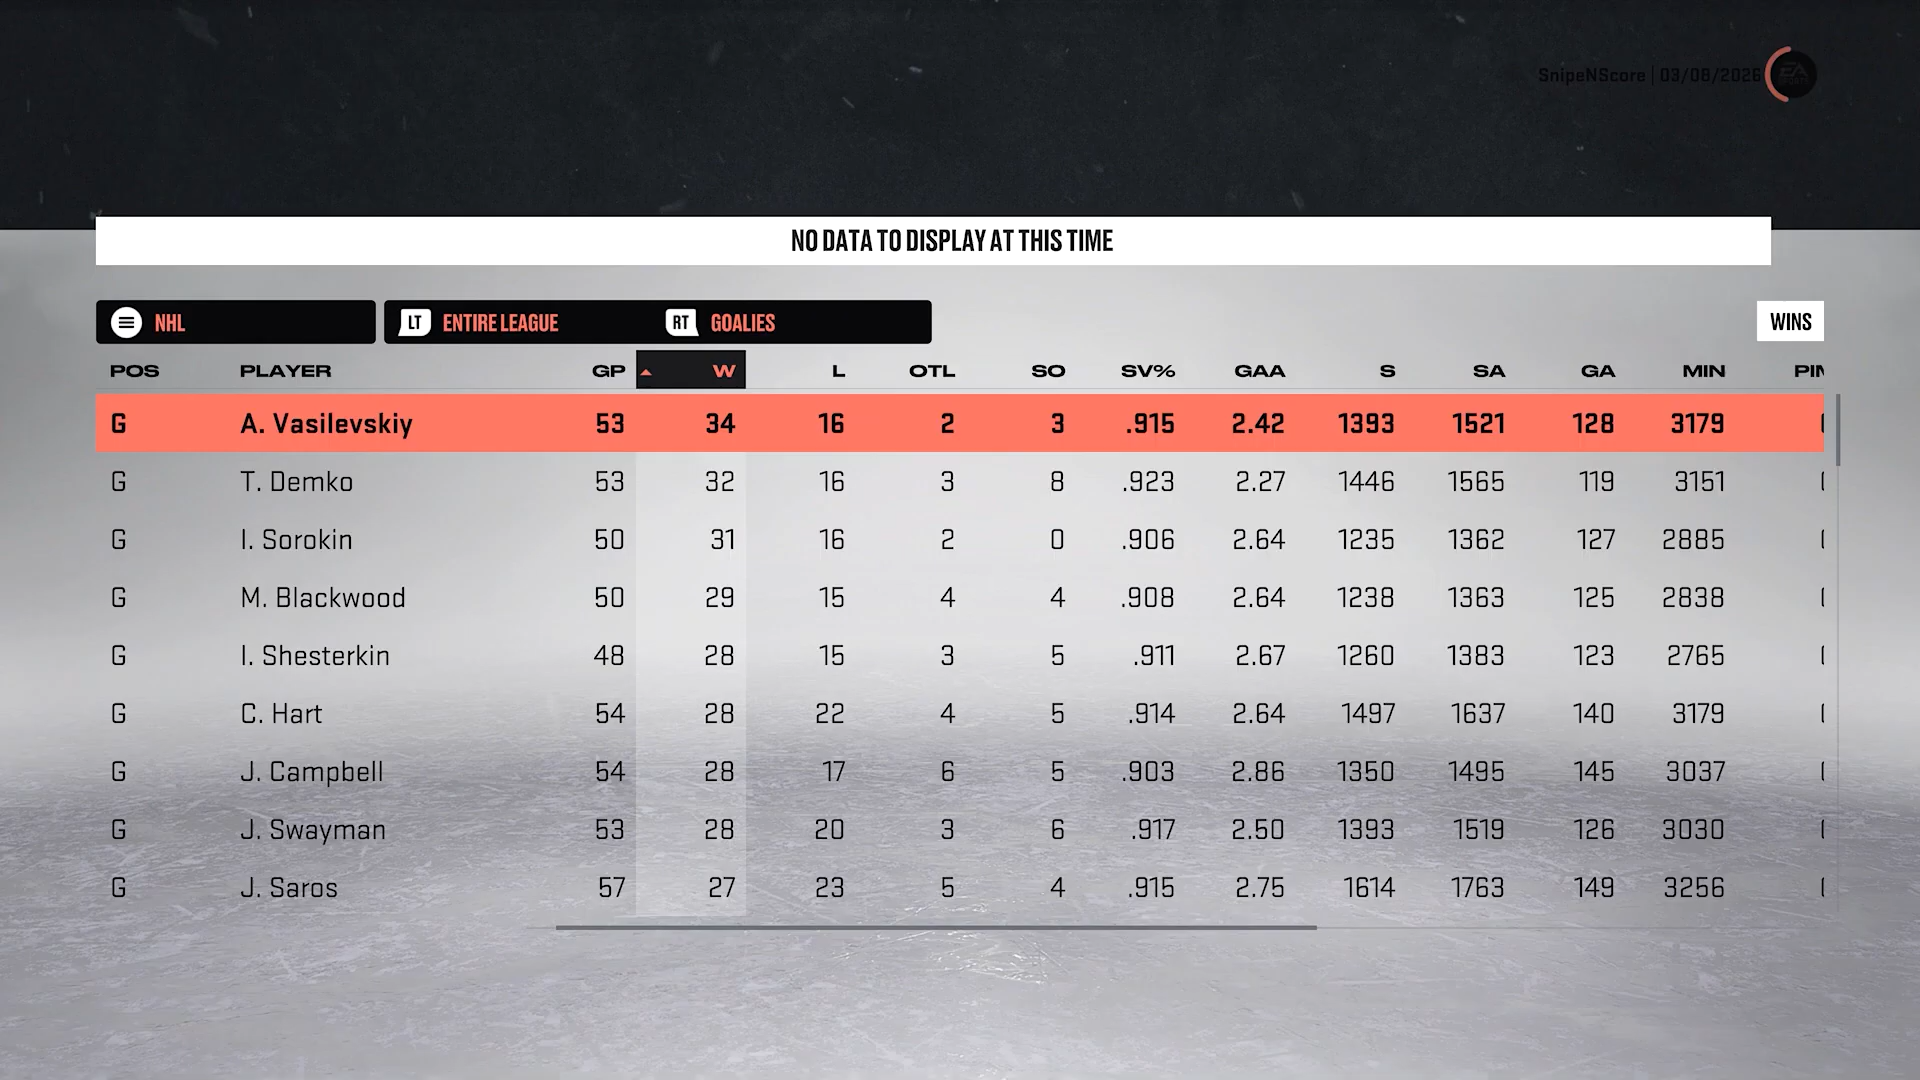 SnipeNScore | 03/08/2026
NO DATA TO DISPLAY AT THIS TIME
NHL LT ENTIRE LEAGUE RT GOALIES WINS
POS PLAYER GP W L OTL SO SV% GAA S SA GA MIN
G A. Vasilevskiy 53 34 16 2 3 .915 2.42 1393 1521 128 3179
G T. Demko 53 32 16 3 8 .923 2.27 1446 1565 119 3151
G I. Sorokin 50 31 16 2 0 .906 2.64 1235 1362 127 2885
G M. Blackwood 50 29 15 4 4 .908 2.64 1238 1363 125 2838
G I. Shesterkin 48 28 15 3 5 .911 2.67 1260 1383 123 2765
G C. Hart 54 28 22 4 5 .914 2.64 1497 1637 140 3179
G J. Campbell 54 28 17 6 5 .903 2.86 1350 1495 145 3037
G J. Swayman 53 28 20 3 6 .917 2.50 1393 1519 126 3030
G J. Saros 57 27 23 5 4 .915 2.75 1614 1763 149 3256